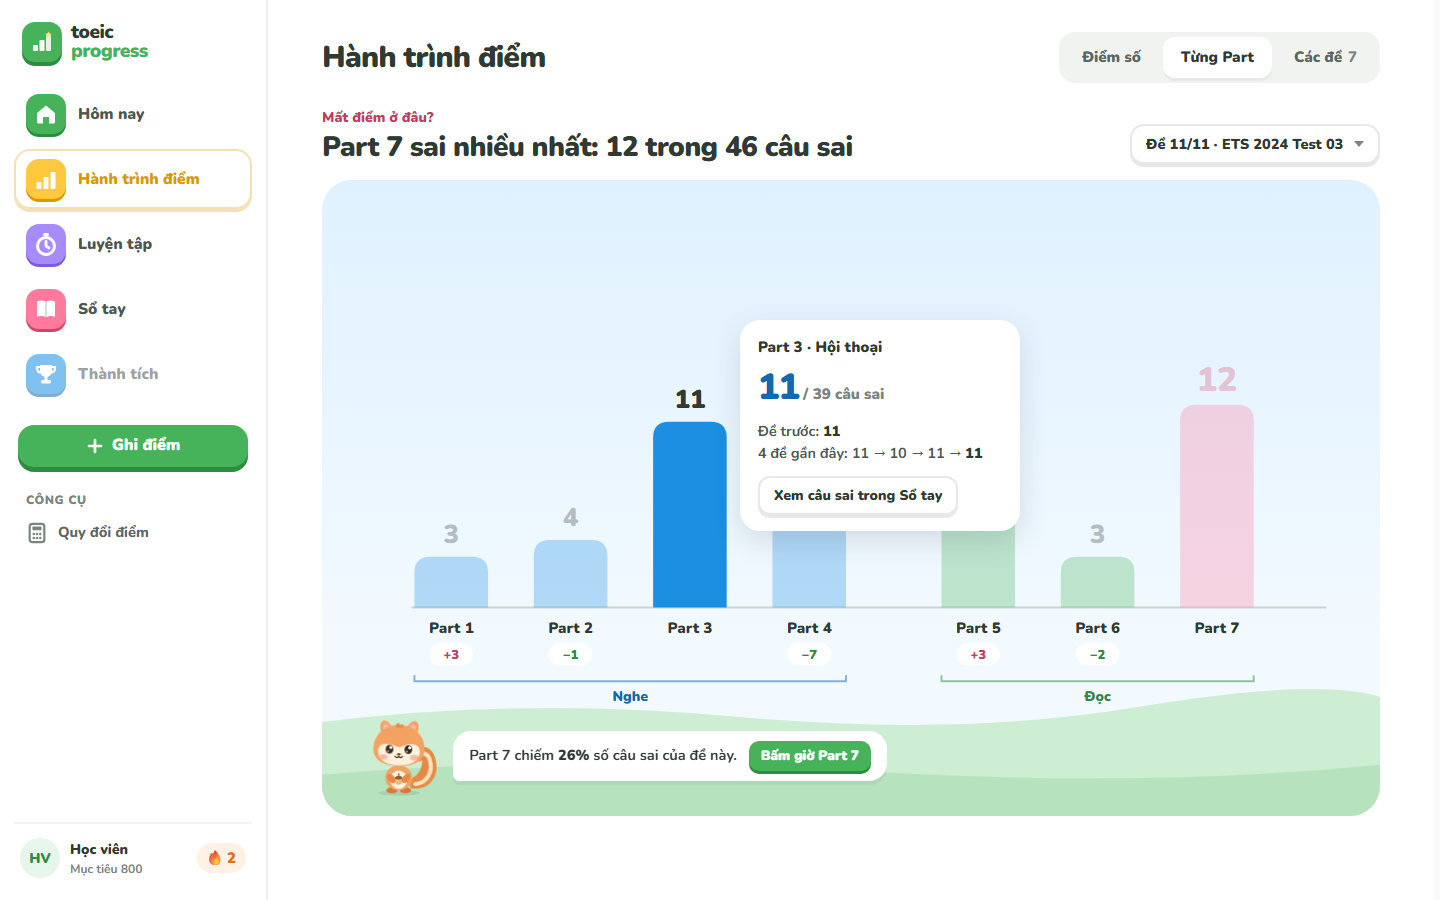 toeic
progress
Hôm nay
Hành trình điểm
Luyện tập
Sổ tay
Thành tích
+ Ghi điểm
CÔNG CỤ
Quy đổi điểm
HV
Học viên
Mục tiêu 800
2
Hành trình điểm
Điểm số
Từng Part
Các đề 7
Mất điểm ở đâu?
Part 7 sai nhiều nhất: 12 trong 46 câu sai
Đề 11/11 · ETS 2024 Test 03
3
4
11
3
12
Part 3 · Hội thoại
11 / 39 câu sai
Đề trước: 11
4 đề gần đây: 11 → 10 → 11 → 11
Xem câu sai trong Sổ tay
Part 1
Part 2
Part 3
Part 4
Part 5
Part 6
Part 7
+3
−1
−7
+3
−2
Nghe
Đọc
Part 7 chiếm 26% số câu sai của đề này.
Bấm giờ Part 7